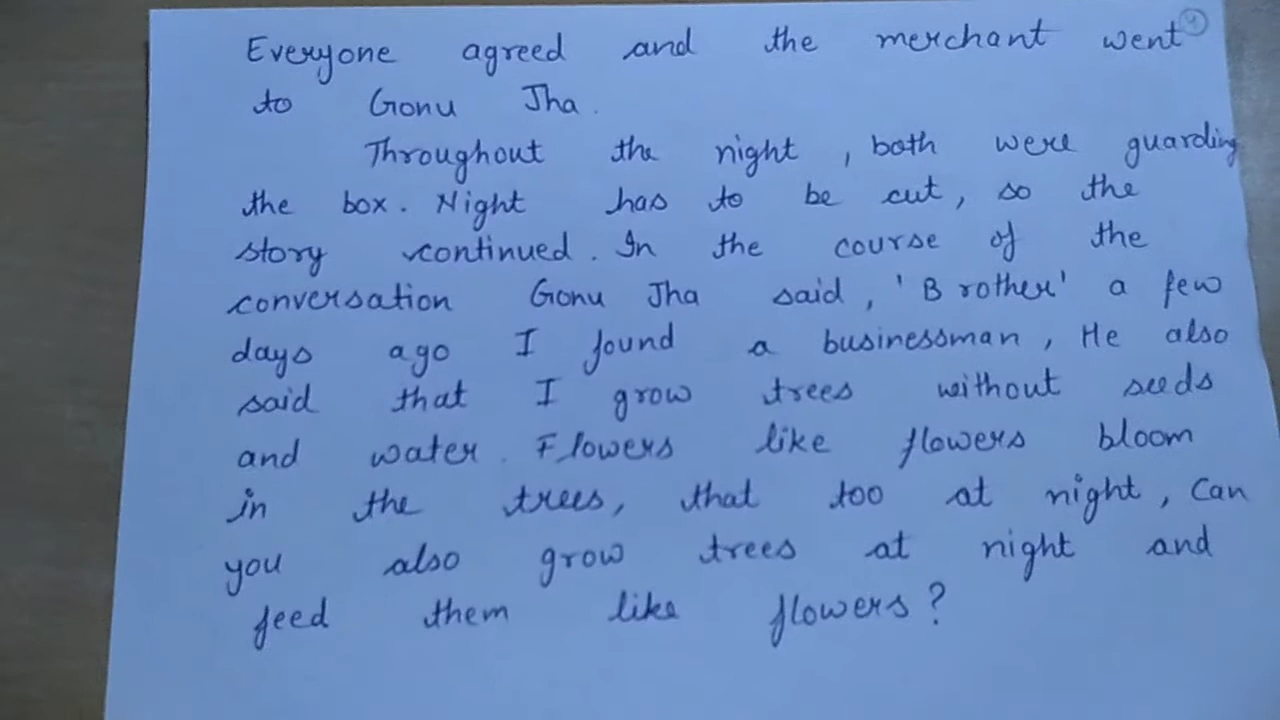 Everyone agreed and the merchant went
to Gonu Jha.
Throughout the night, both were guarding
the box. Night has to be cut, so the
story continued. In the course of the
conversation Gonu Jha said, 'Brother' a few
days ago I found a businessman, He also
said that I grow trees without seeds
and water. Flowers like flowers bloom
in the trees, that too at night, Can
you also grow trees at night and
feed them like flowers?